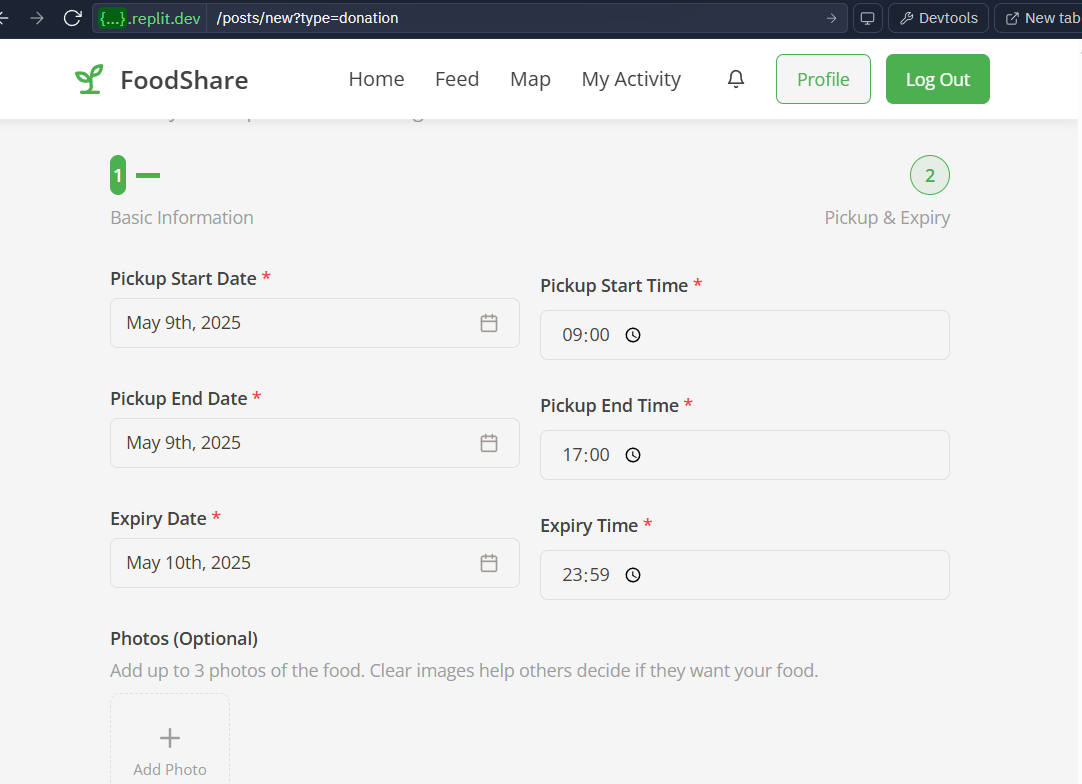 {...}.replit.dev /posts/new?type=donation Devtools New tab
FoodShare Home Feed Map My Activity Profile Log Out
1 2
Basic Information Pickup & Expiry
Pickup Start Date * Pickup Start Time *
May 9th, 2025 09:00
Pickup End Date * Pickup End Time *
May 9th, 2025 17:00
Expiry Date * Expiry Time *
May 10th, 2025 23:59
Photos (Optional)
Add up to 3 photos of the food. Clear images help others decide if they want your food.
Add Photo